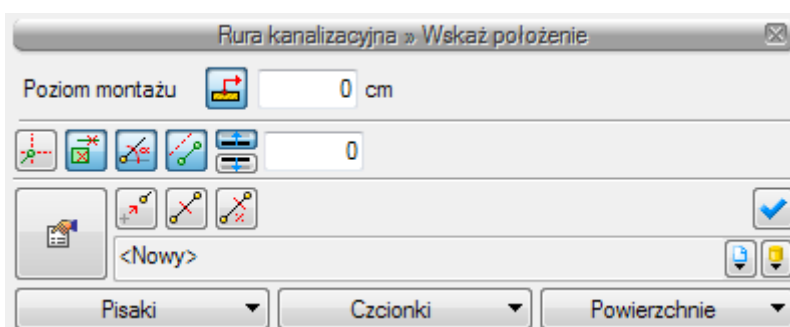 Rura kanalizacyjna » Wskaż położenie
Poziom montażu 0 cm
0
<Nowy>
Pisaki Czcionki Powierzchnie